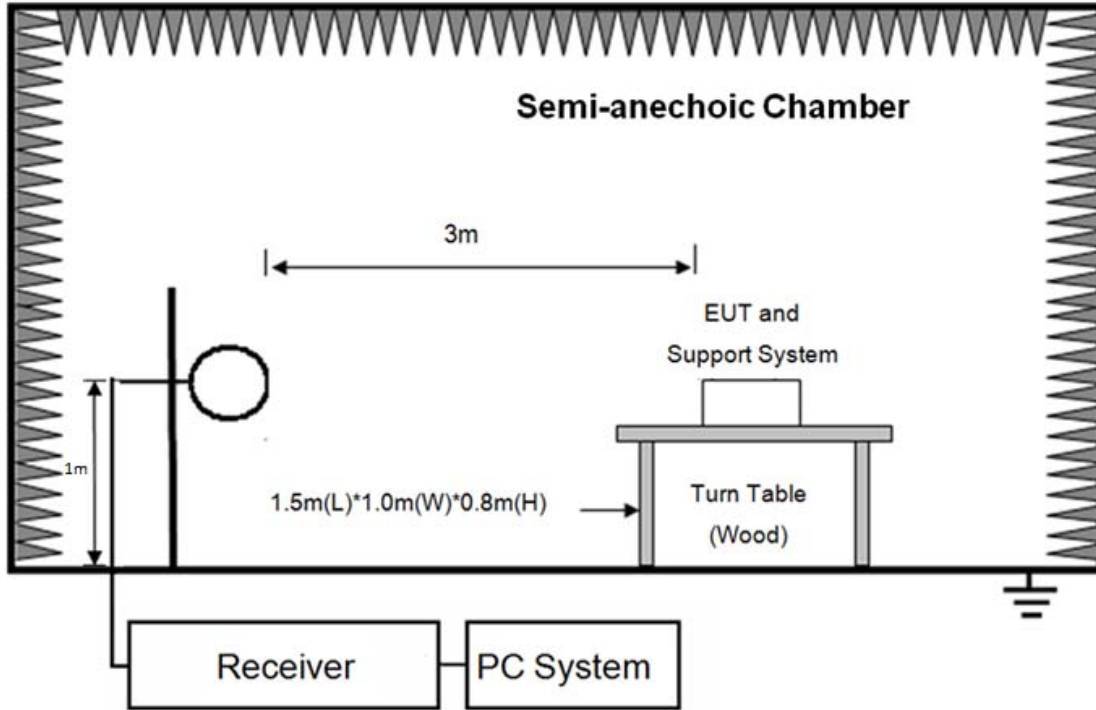 Semi-anechoic Chamber
3m
EUT and
Support System
1m
1.5m(L)*1.0m(W)*0.8m(H)
Turn Table
(Wood)
Receiver
PC System